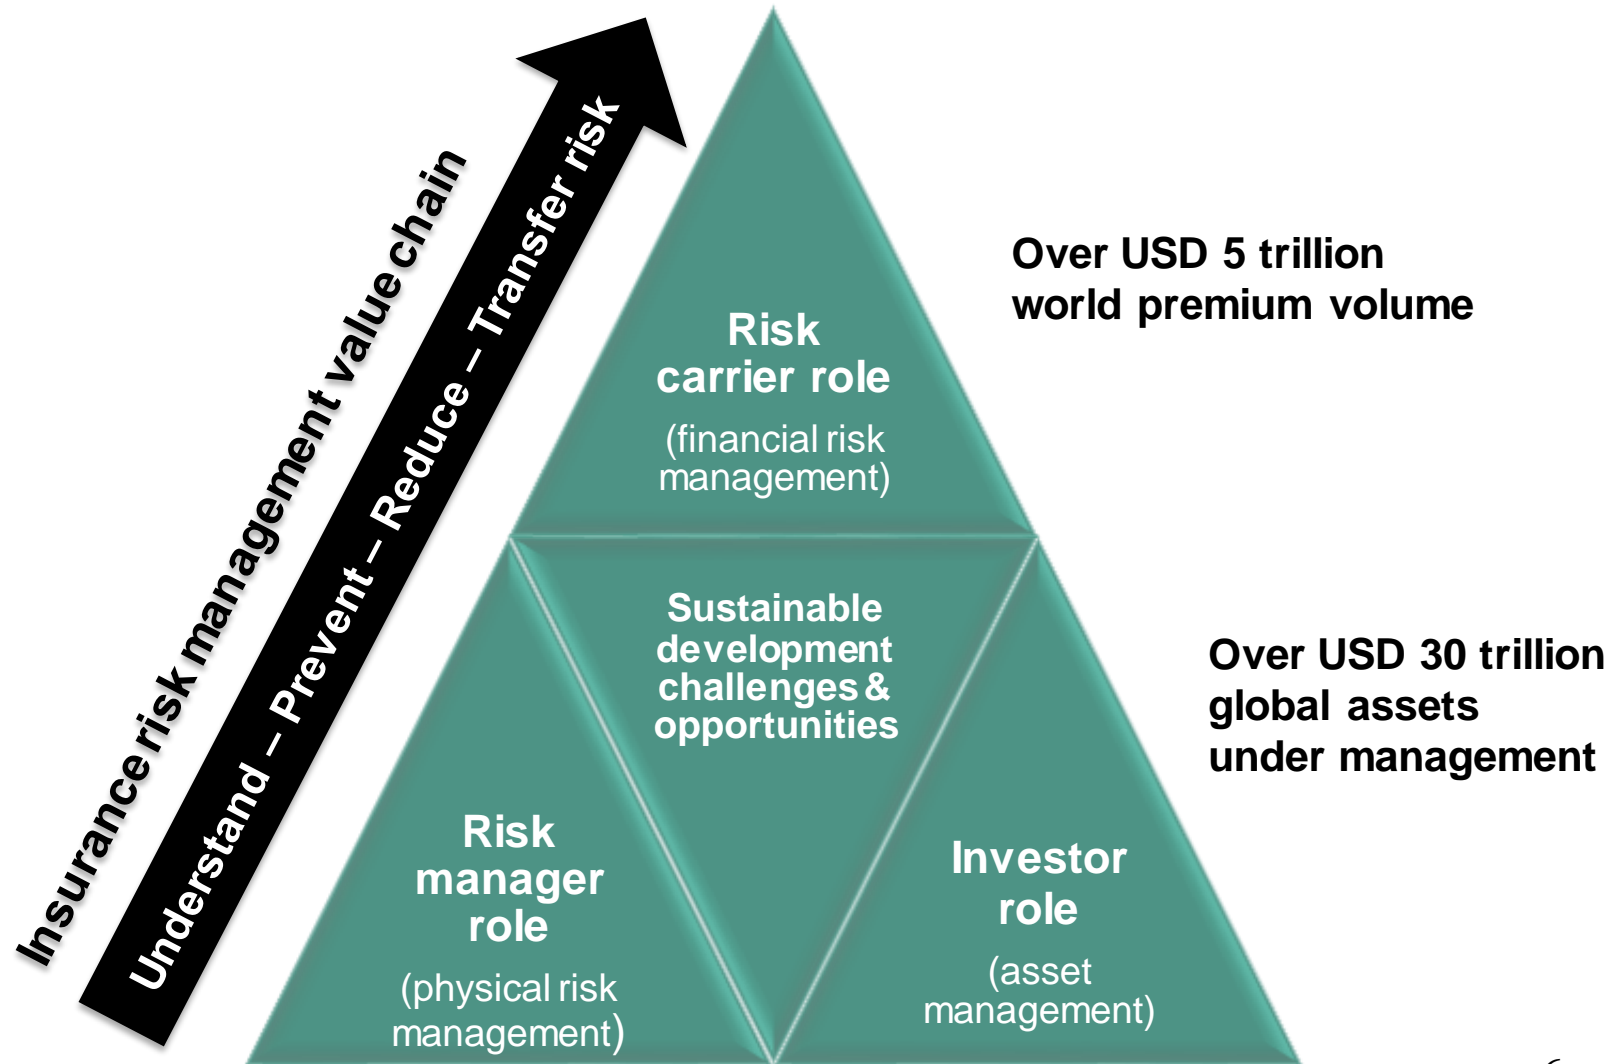 Insurance risk management value chain
Understand – Prevent – Reduce – Transfer risk
Over USD 5 trillion
world premium volume
Risk
carrier role
(financial risk
management)
Sustainable
development
challenges &
opportunities
Over USD 30 trillion
global assets
under management
Risk
manager
role
(physical risk
management)
Investor
role
(asset
management)